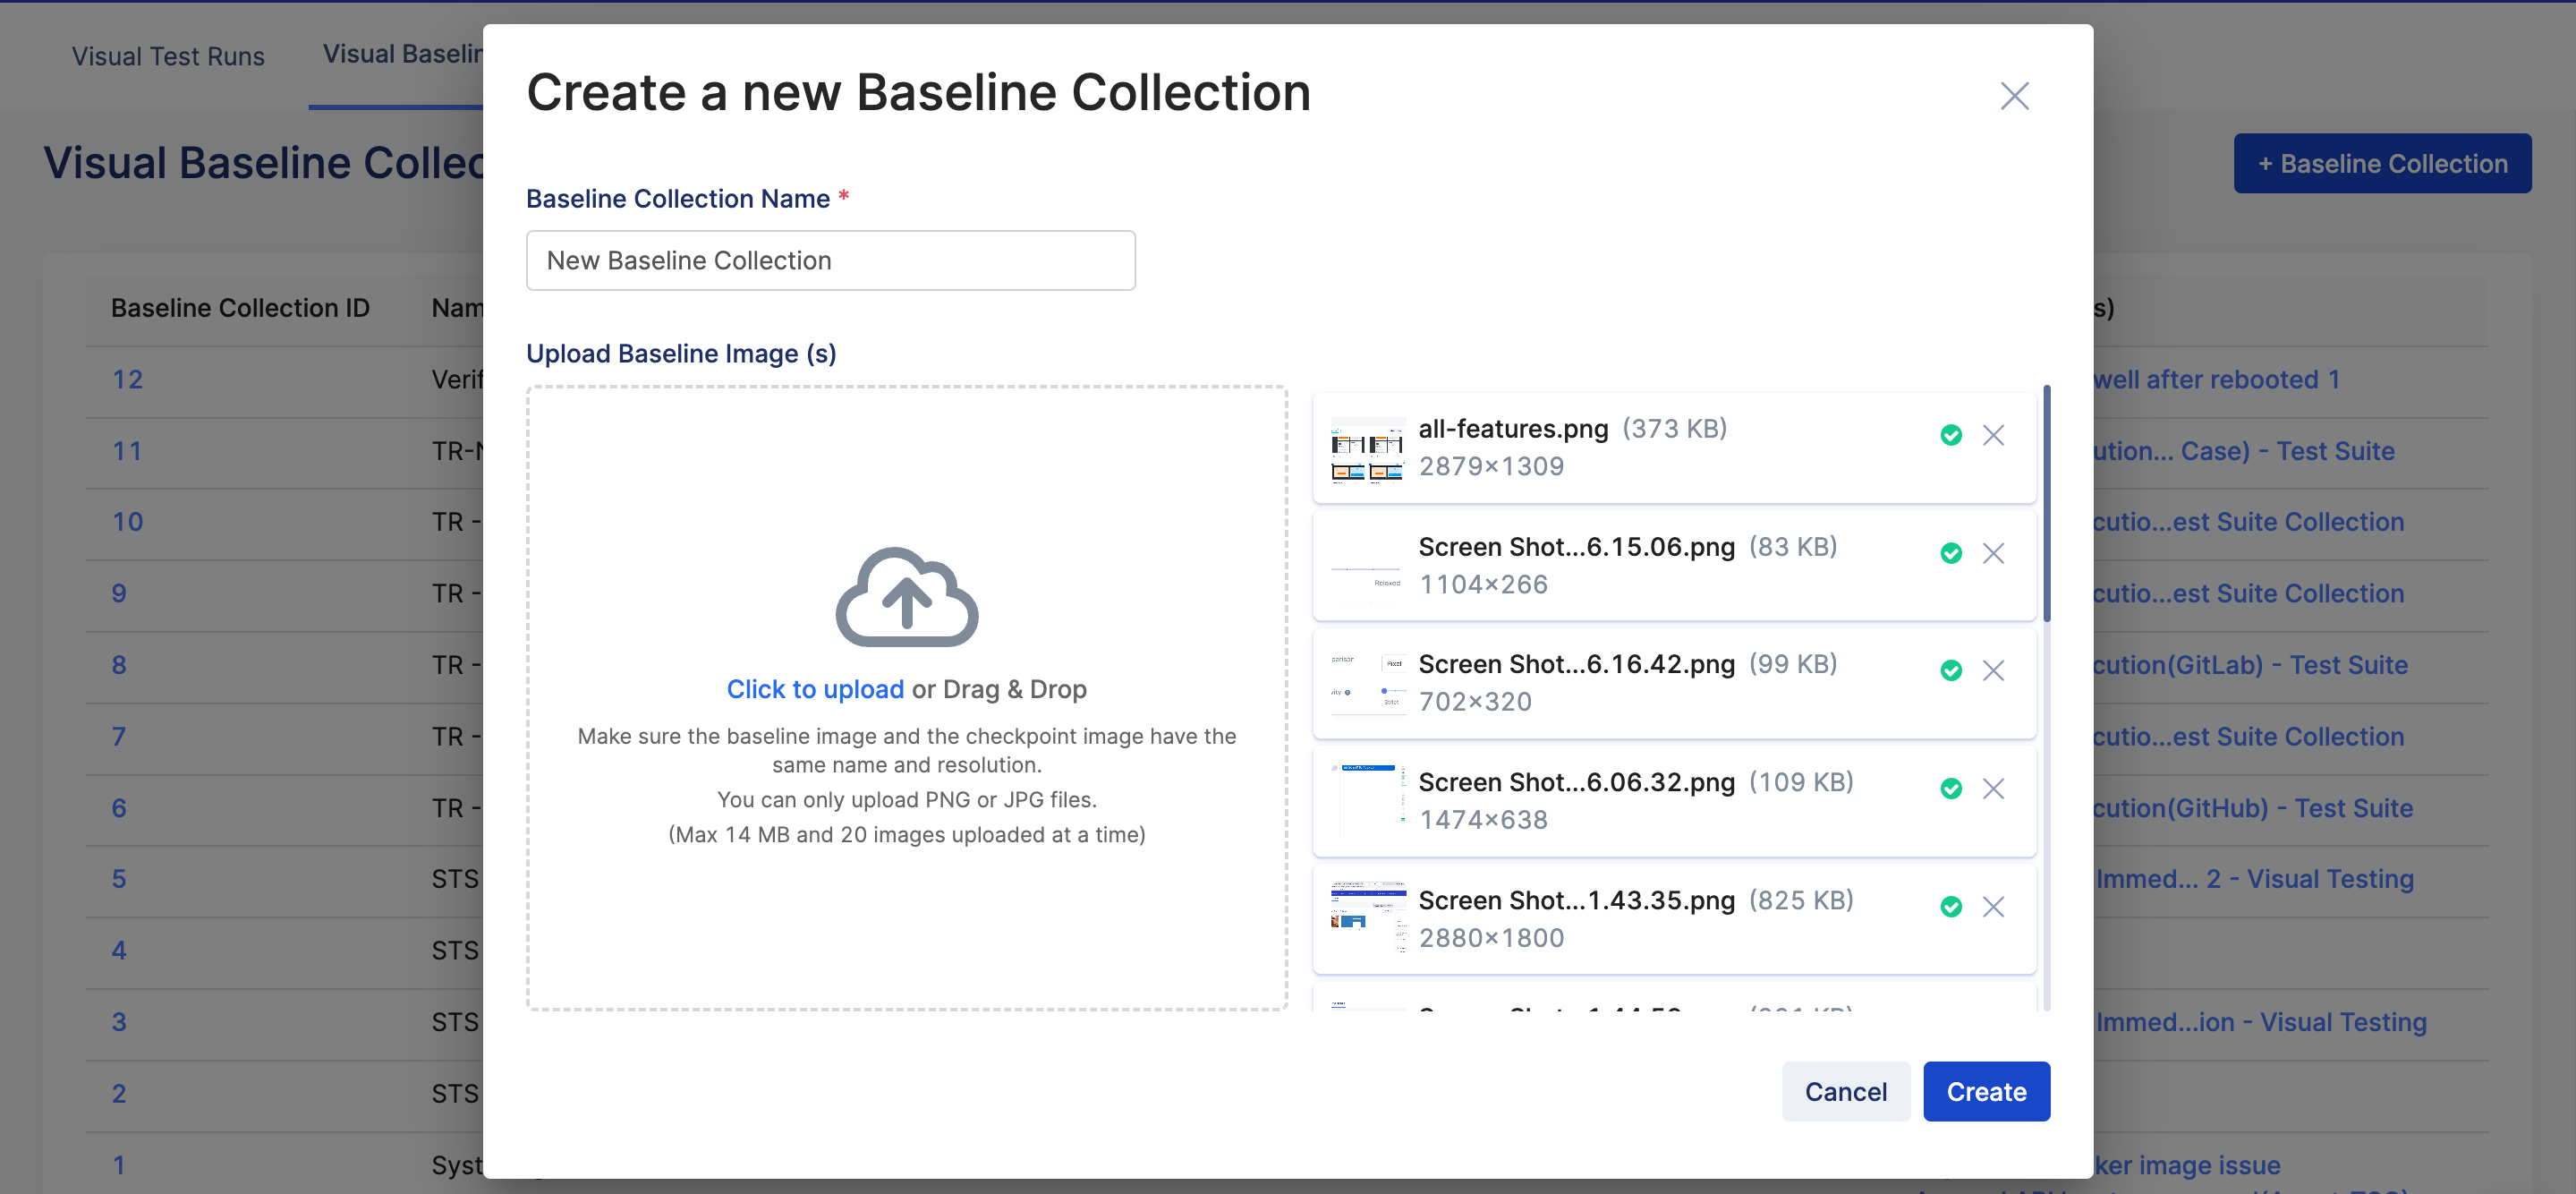 Visual Test Runs
Visual Baselin
Visual Baseline Collec
+ Baseline Collection
Baseline Collection ID Nam s)
12 Verif well after rebooted 1
11 TR-N ution... Case) - Test Suite
10 TR - cutio...est Suite Collection
9 TR - cutio...est Suite Collection
8 TR - cution(GitLab) - Test Suite
7 TR - cutio...est Suite Collection
6 TR - cution(GitHub) - Test Suite
5 STS Immed... 2 - Visual Testing
4 STS
3 STS Immed...ion - Visual Testing
2 STS
1 Syst ker image issue
Create a new Baseline Collection
Baseline Collection Name *
New Baseline Collection
Upload Baseline Image (s)
Click to upload or Drag & Drop
Make sure the baseline image and the checkpoint image have the
same name and resolution.
You can only upload PNG or JPG files.
(Max 14 MB and 20 images uploaded at a time)
all-features.png (373 KB)
2879×1309
Relaxed
Screen Shot...6.15.06.png (83 KB)
1104×266
parison Pixel
Strict
Screen Shot...6.16.42.png (99 KB)
702×320
Screen Shot...6.06.32.png (109 KB)
1474×638
Screen Shot...1.43.35.png (825 KB)
2880×1800
Cancel
Create